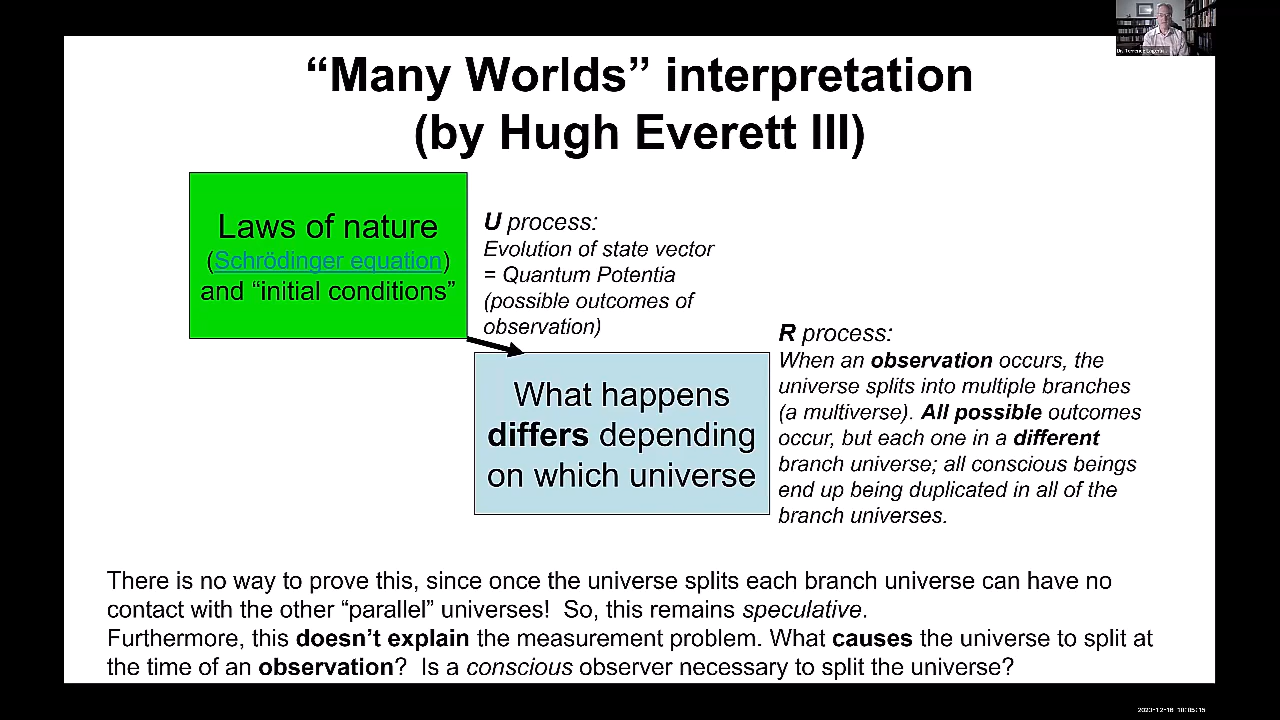 “Many Worlds” interpretation
(by Hugh Everett III)
Laws of nature
(Schrödinger equation)
and “initial conditions”
U process:
Evolution of state vector
= Quantum Potentia
(possible outcomes of
observation)
What happens
differs depending
on which universe
R process:
When an observation occurs, the
universe splits into multiple branches
(a multiverse). All possible outcomes
occur, but each one in a different
branch universe; all conscious beings
end up being duplicated in all of the
branch universes.
There is no way to prove this, since once the universe splits each branch universe can have no
contact with the other “parallel” universes!  So, this remains speculative.
Furthermore, this doesn’t explain the measurement problem. What causes the universe to split at
the time of an observation?  Is a conscious observer necessary to split the universe?